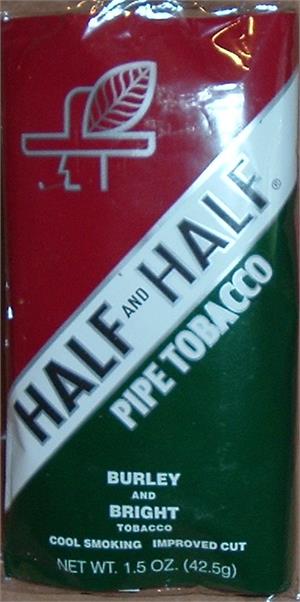 HALF AND HALF®
PIPE TOBACCO
BURLEY
AND
BRIGHT
TOBACCO
COOL SMOKING IMPROVED CUT
NET WT. 1.5 OZ. (42.5g)